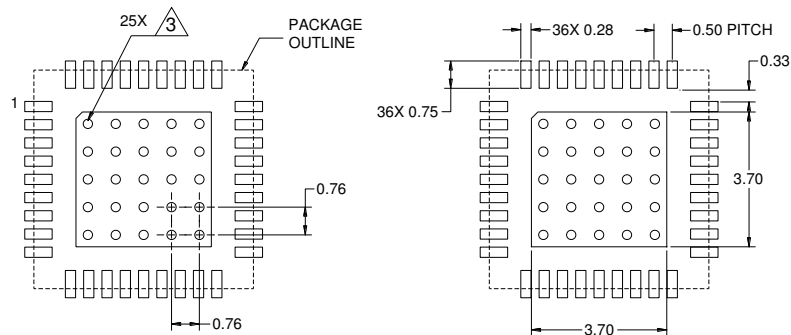 25X 3
PACKAGE
OUTLINE
1
0.76
0.76
36X 0.28
0.50 PITCH
0.33
36X 0.75
3.70
3.70